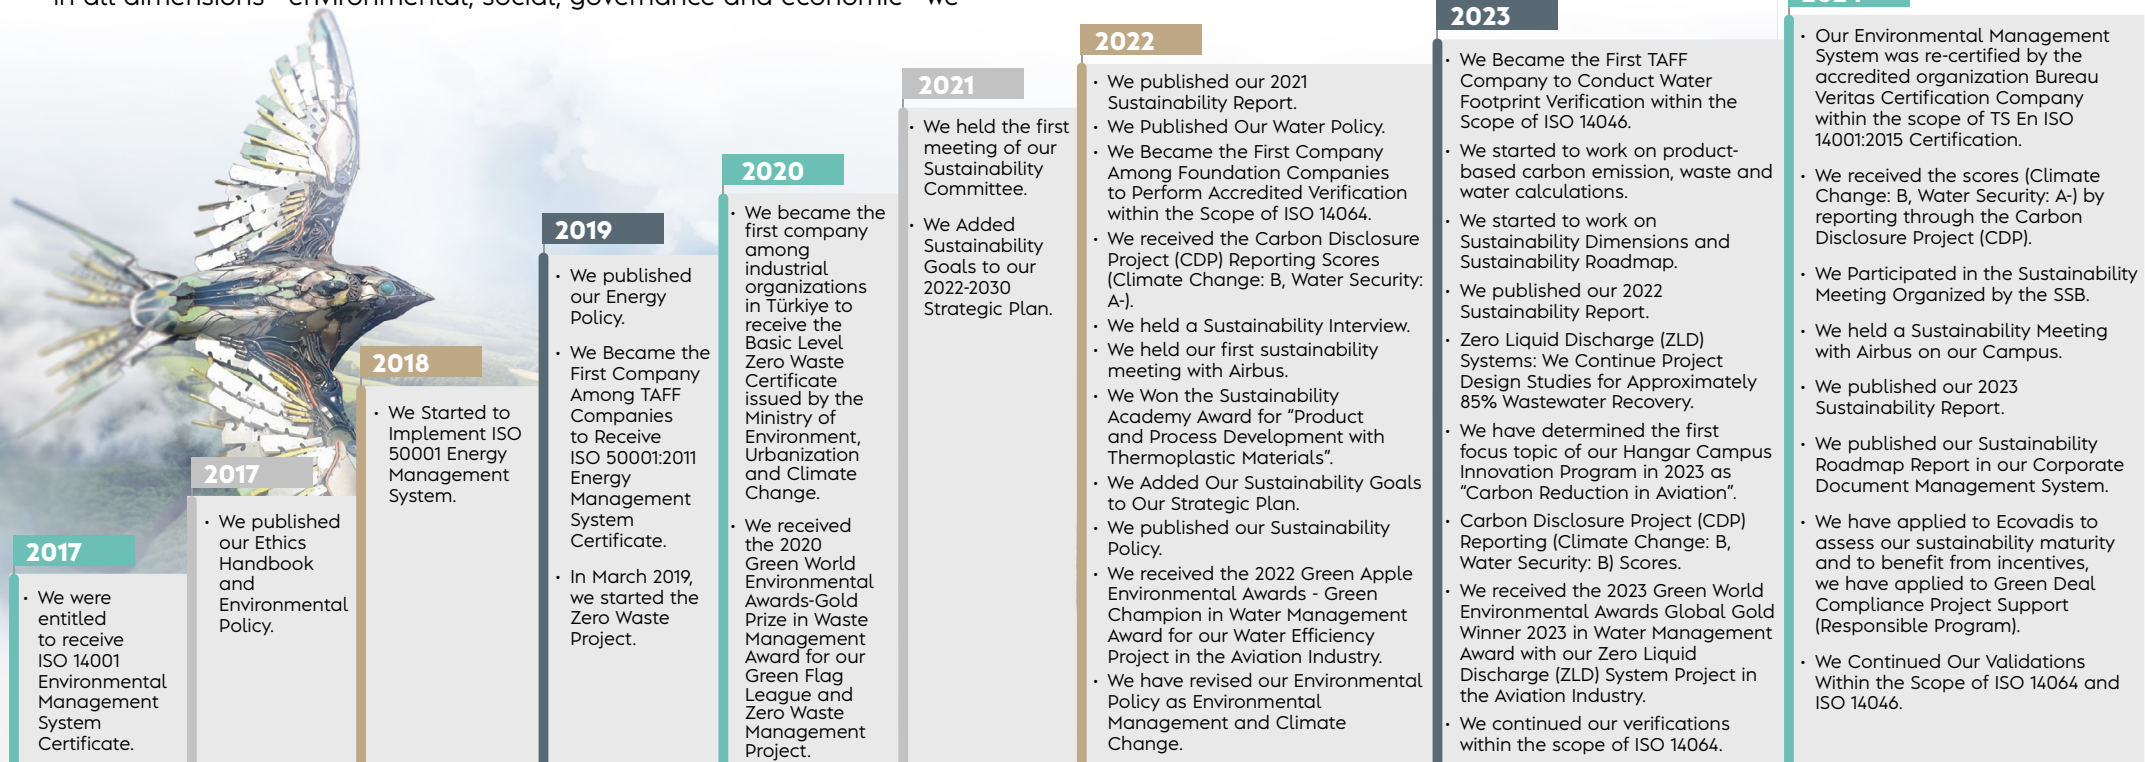 in all dimensions - environmental, social, governance and economic - we
2017
• We were
entitled
to receive
ISO 14001
Environmental
Management
System
Certificate.
2017
• We published
our Ethics
Handbook
and
Environmental
Policy.
2018
• We Started to
Implement ISO
50001 Energy
Management
System.
2019
• We published
our Energy
Policy.
• We Became the
First Company
Among TAFF
Companies
to Receive
ISO 50001:2011
Energy
Management
System
Certificate.
• In March 2019,
we started the
Zero Waste
Project.
2020
• We became the
first company
among
industrial
organizations
in Türkiye to
receive the
Basic Level
Zero Waste
Certificate
issued by the
Ministry of
Environment,
Urbanization
and Climate
Change.
• We received
the 2020
Green World
Environmental
Awards-Gold
Prize in Waste
Management
Award for our
Green Flag
League and
Zero Waste
Management
Project.
2021
• We held the first
meeting of our
Sustainability
Committee.
• We Added
Sustainability
Goals to our
2022-2030
Strategic Plan.
2022
• We published our 2021
Sustainability Report.
• We Published Our Water Policy.
• We Became the First Company
Among Foundation Companies
to Perform Accredited Verification
within the Scope of ISO 14064.
• We received the Carbon Disclosure
Project (CDP) Reporting Scores
(Climate Change: B, Water Security:
A-).
• We held a Sustainability Interview.
• We held our first sustainability
meeting with Airbus.
• We Won the Sustainability
Academy Award for “Product
and Process Development with
Thermoplastic Materials”.
• We Added Our Sustainability Goals
to Our Strategic Plan.
• We published our Sustainability
Policy.
• We received the 2022 Green Apple
Environmental Awards - Green
Champion in Water Management
Award for our Water Efficiency
Project in the Aviation Industry.
• We have revised our Environmental
Policy as Environmental
Management and Climate
Change.
2023
• We Became the First TAFF
Company to Conduct Water
Footprint Verification within the
Scope of ISO 14046.
• We started to work on product-
based carbon emission, waste and
water calculations.
• We started to work on
Sustainability Dimensions and
Sustainability Roadmap.
• We published our 2022
Sustainability Report.
• Zero Liquid Discharge (ZLD)
Systems: We Continue Project
Design Studies for Approximately
85% Wastewater Recovery.
• We have determined the first
focus topic of our Hangar Campus
Innovation Program in 2023 as
“Carbon Reduction in Aviation”.
• Carbon Disclosure Project (CDP)
Reporting (Climate Change: B,
Water Security: B) Scores.
• We received the 2023 Green World
Environmental Awards Global Gold
Winner 2023 in Water Management
Award with our Zero Liquid
Discharge (ZLD) System Project in
the Aviation Industry.
• We continued our verifications
within the scope of ISO 14064.
• Our Environmental Management
System was re-certified by the
accredited organization Bureau
Veritas Certification Company
within the scope of TS En ISO
14001:2015 Certification.
• We received the scores (Climate
Change: B, Water Security: A-) by
reporting through the Carbon
Disclosure Project (CDP).
• We Participated in the Sustainability
Meeting Organized by the SSB.
• We held a Sustainability Meeting
with Airbus on our Campus.
• We published our 2023
Sustainability Report.
• We published our Sustainability
Roadmap Report in our Corporate
Document Management System.
• We have applied to Ecovadis to
assess our sustainability maturity
and to benefit from incentives,
we have applied to Green Deal
Compliance Project Support
(Responsible Program).
• We Continued Our Validations
Within the Scope of ISO 14064 and
ISO 14046.